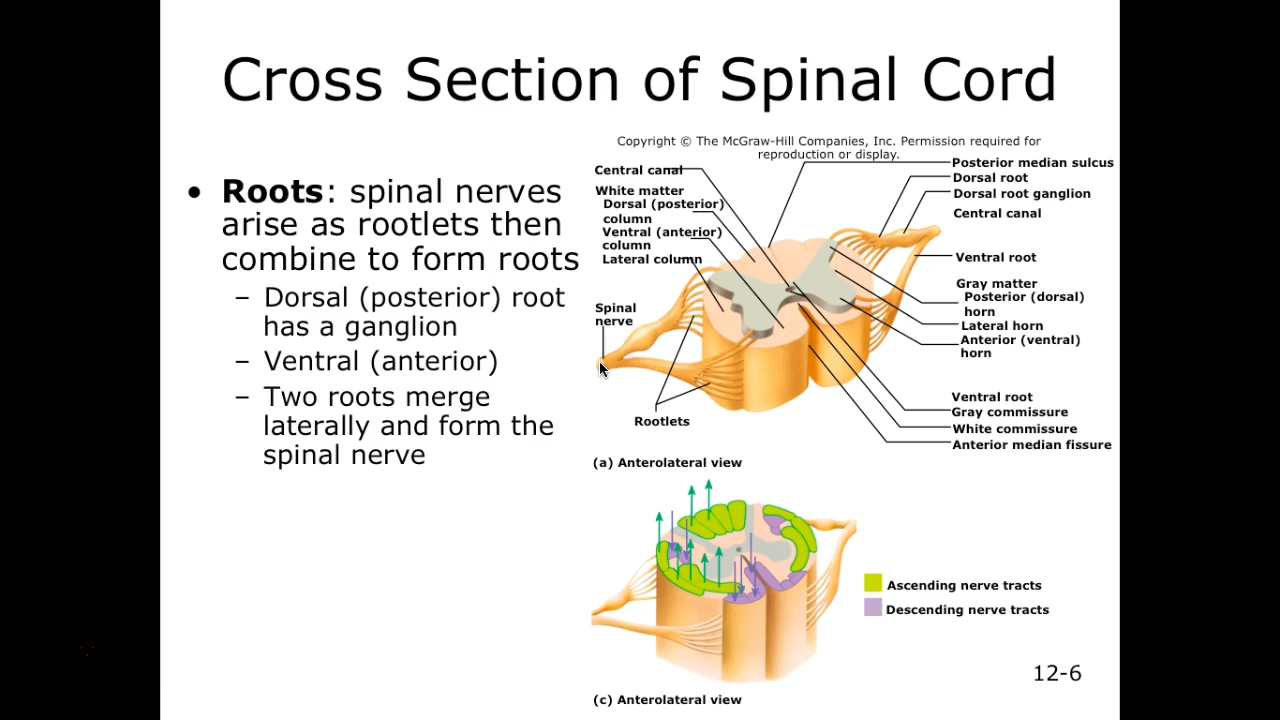 Cross Section of Spinal Cord
• Roots: spinal nerves
arise as rootlets then
combine to form roots
– Dorsal (posterior) root
has a ganglion
– Ventral (anterior)
– Two roots merge
laterally and form the
spinal nerve
Copyright © The McGraw-Hill Companies, Inc. Permission required for
reproduction or display.
Central canal
White matter
Dorsal (posterior)
column
Ventral (anterior)
column
Lateral column
Spinal
nerve
Rootlets
Posterior median sulcus
Dorsal root
Dorsal root ganglion
Central canal
Ventral root
Gray matter
Posterior (dorsal)
horn
Lateral horn
Anterior (ventral)
horn
Ventral root
Gray commissure
White commissure
Anterior median fissure
(a) Anterolateral view
Ascending nerve tracts
Descending nerve tracts
12-6
(c) Anterolateral view